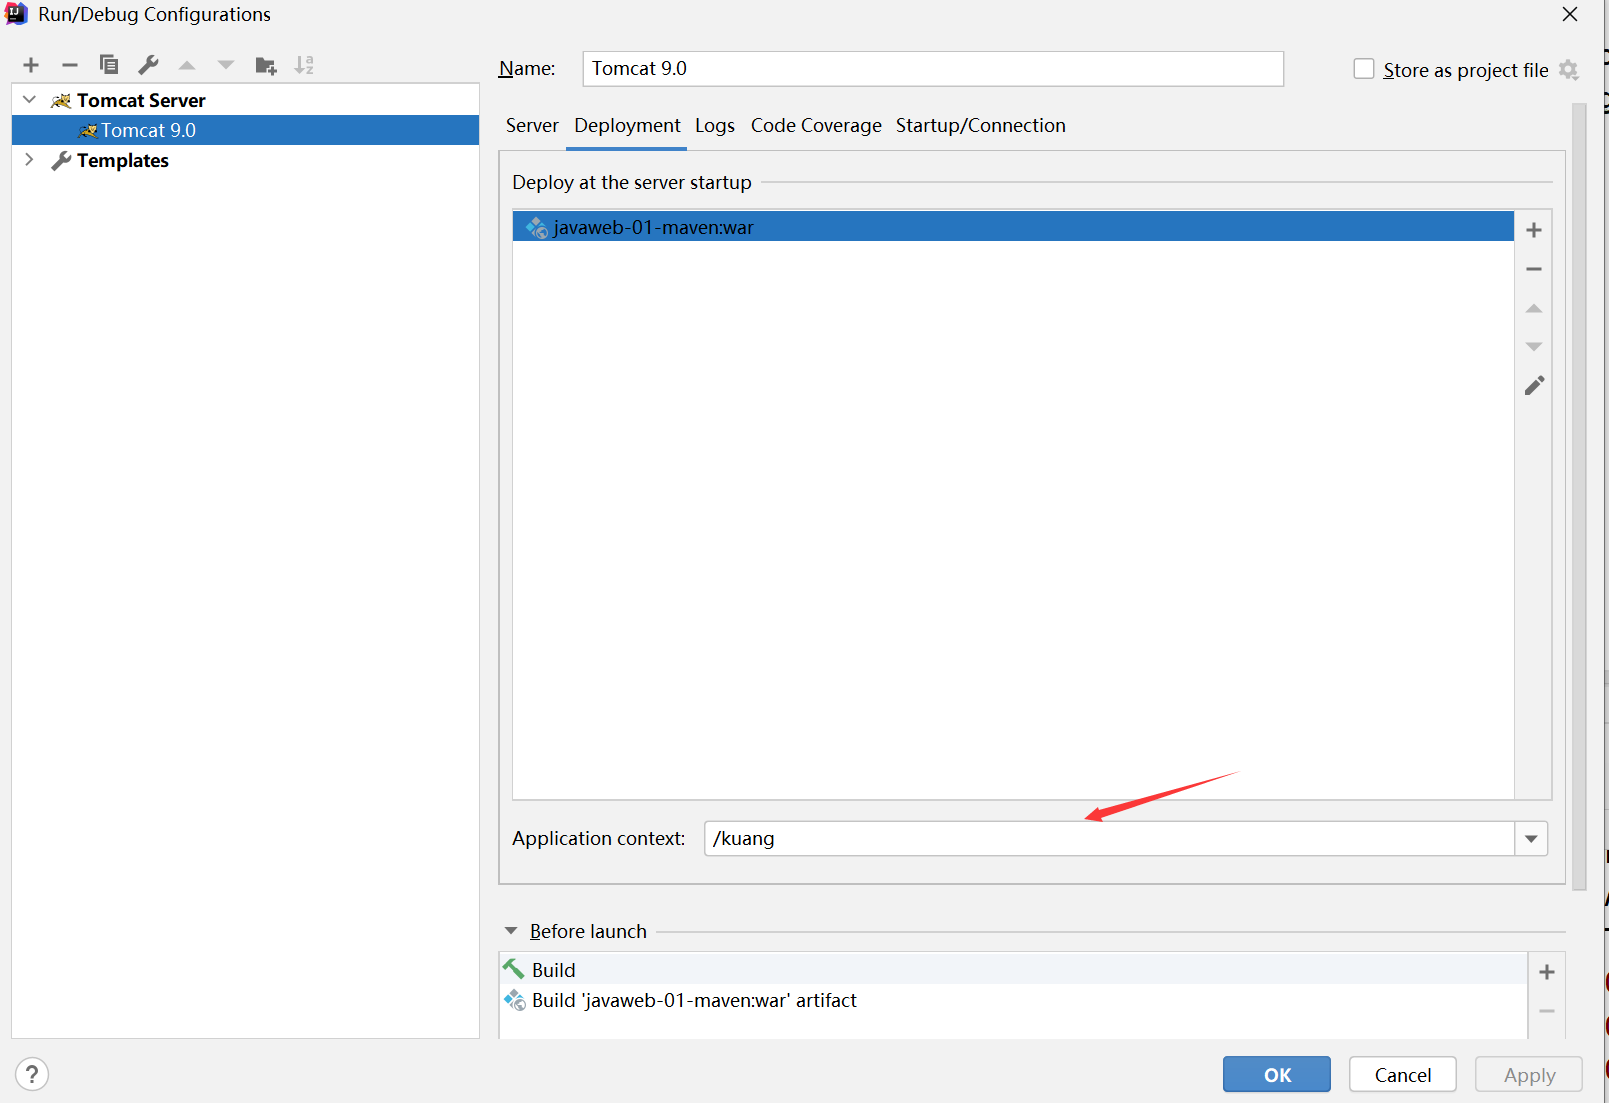 Run/Debug Configurations
Name: Tomcat 9.0
Store as project file
Tomcat Server
Tomcat 9.0
Templates
Server Deployment Logs Code Coverage Startup/Connection
Deploy at the server startup
javaweb-01-maven:war
Application context: /kuang
Before launch
Build
Build 'javaweb-01-maven:war' artifact
?
OK Cancel Apply